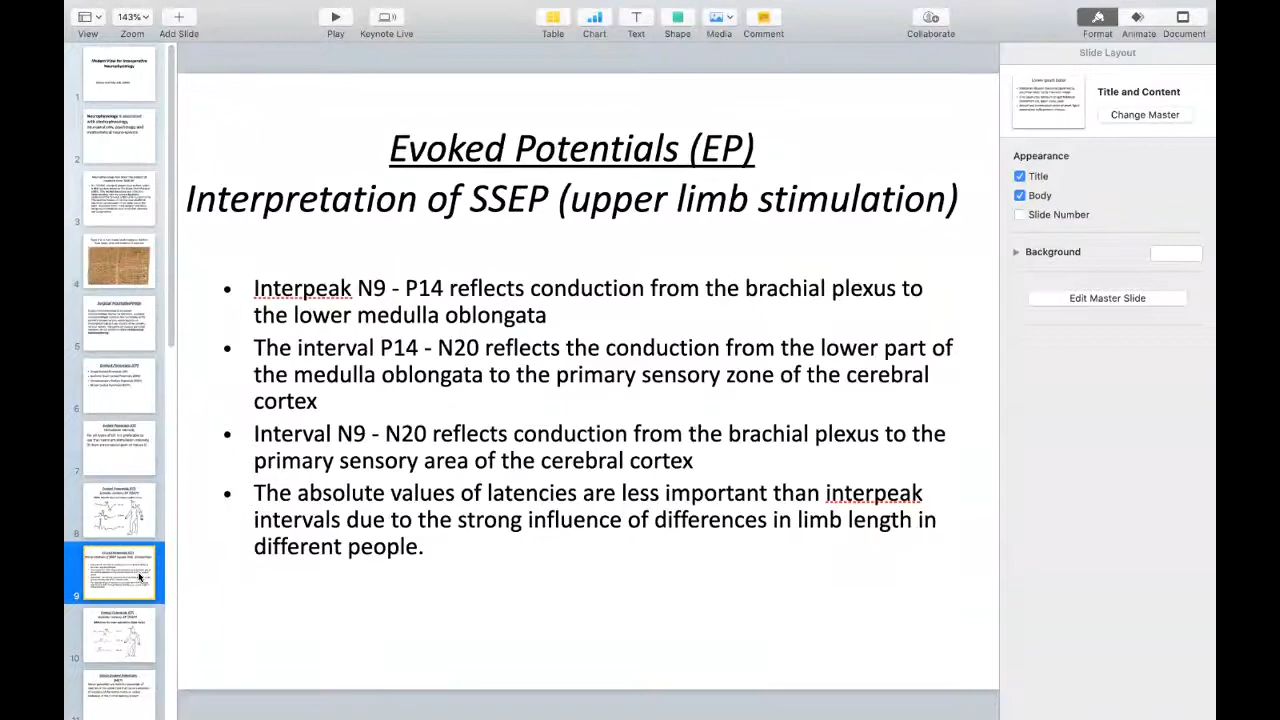 143%
View
Zoom
Add Slide
Play
Keynote Live
Table
Chart
Text
Shape
Media
Comment
Collaborate
Format
Animate
Document
Slide Layout
Title and Content
Change Master
Appearance
Title
Body
Slide Number
Background
Edit Master Slide
1
2
3
4
5
6
7
8
9
10
Evoked Potentials (EP)
Interpretation of SSEP (upper limb stimulation)
• Interpeak N9 - P14 reflects conduction from the brachial plexus to
the lower medulla oblongata
• The interval P14 - N20 reflects the conduction from the lower part of
the medulla oblongata to the primary sensory zone of the cerebral
cortex
• Interval N9 - N20 reflects conduction from the brachial plexus to the
primary sensory area of the cerebral cortex
• The absolute values of latencies are less important than interpeak
intervals due to the strong influence of differences in limb length in
different people.